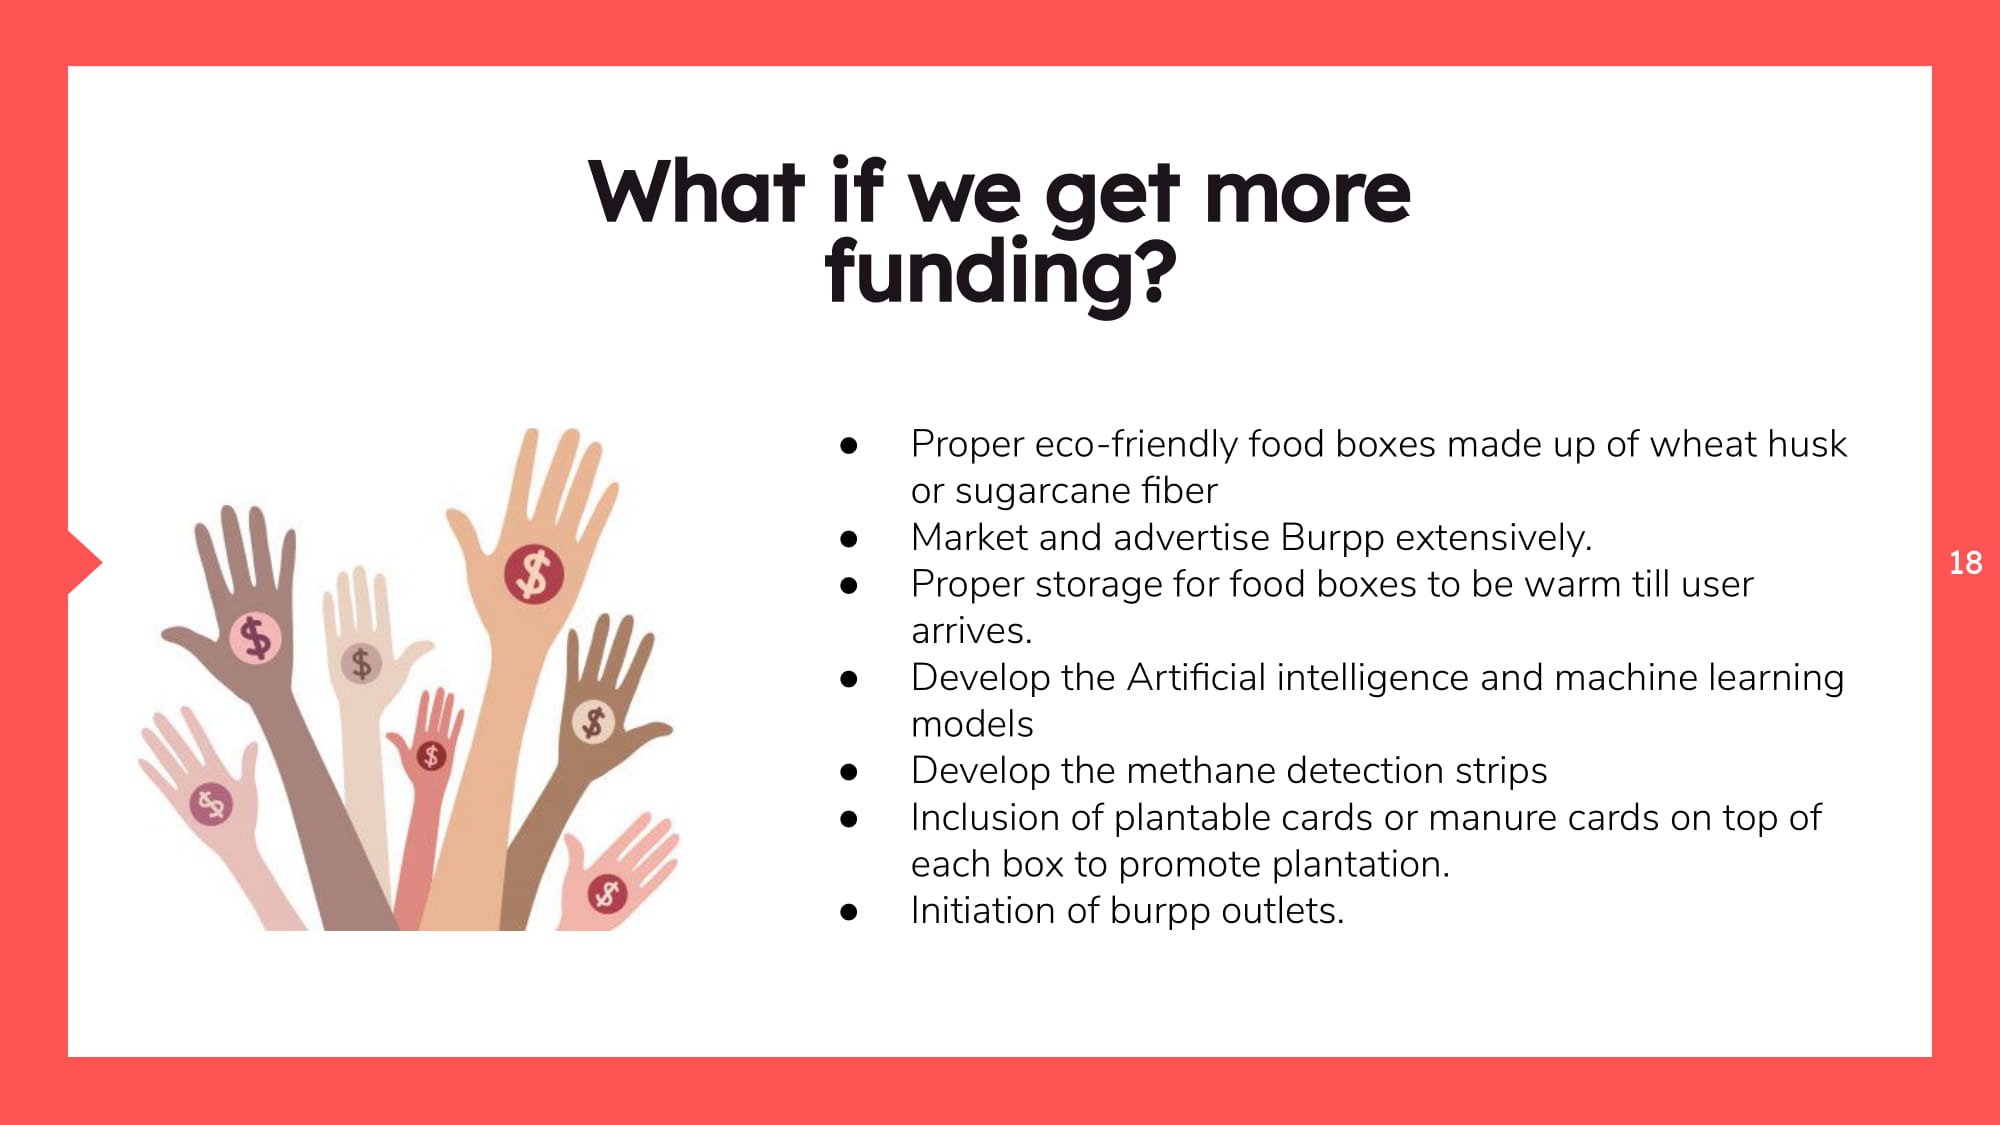 What if we get more
funding?
$
$
$
$
$
$
$
● Proper eco-friendly food boxes made up of wheat husk
or sugarcane fiber
● Market and advertise Burpp extensively.
● Proper storage for food boxes to be warm till user
arrives.
● Develop the Artificial intelligence and machine learning
models
● Develop the methane detection strips
● Inclusion of plantable cards or manure cards on top of
each box to promote plantation.
● Initiation of burpp outlets.
18